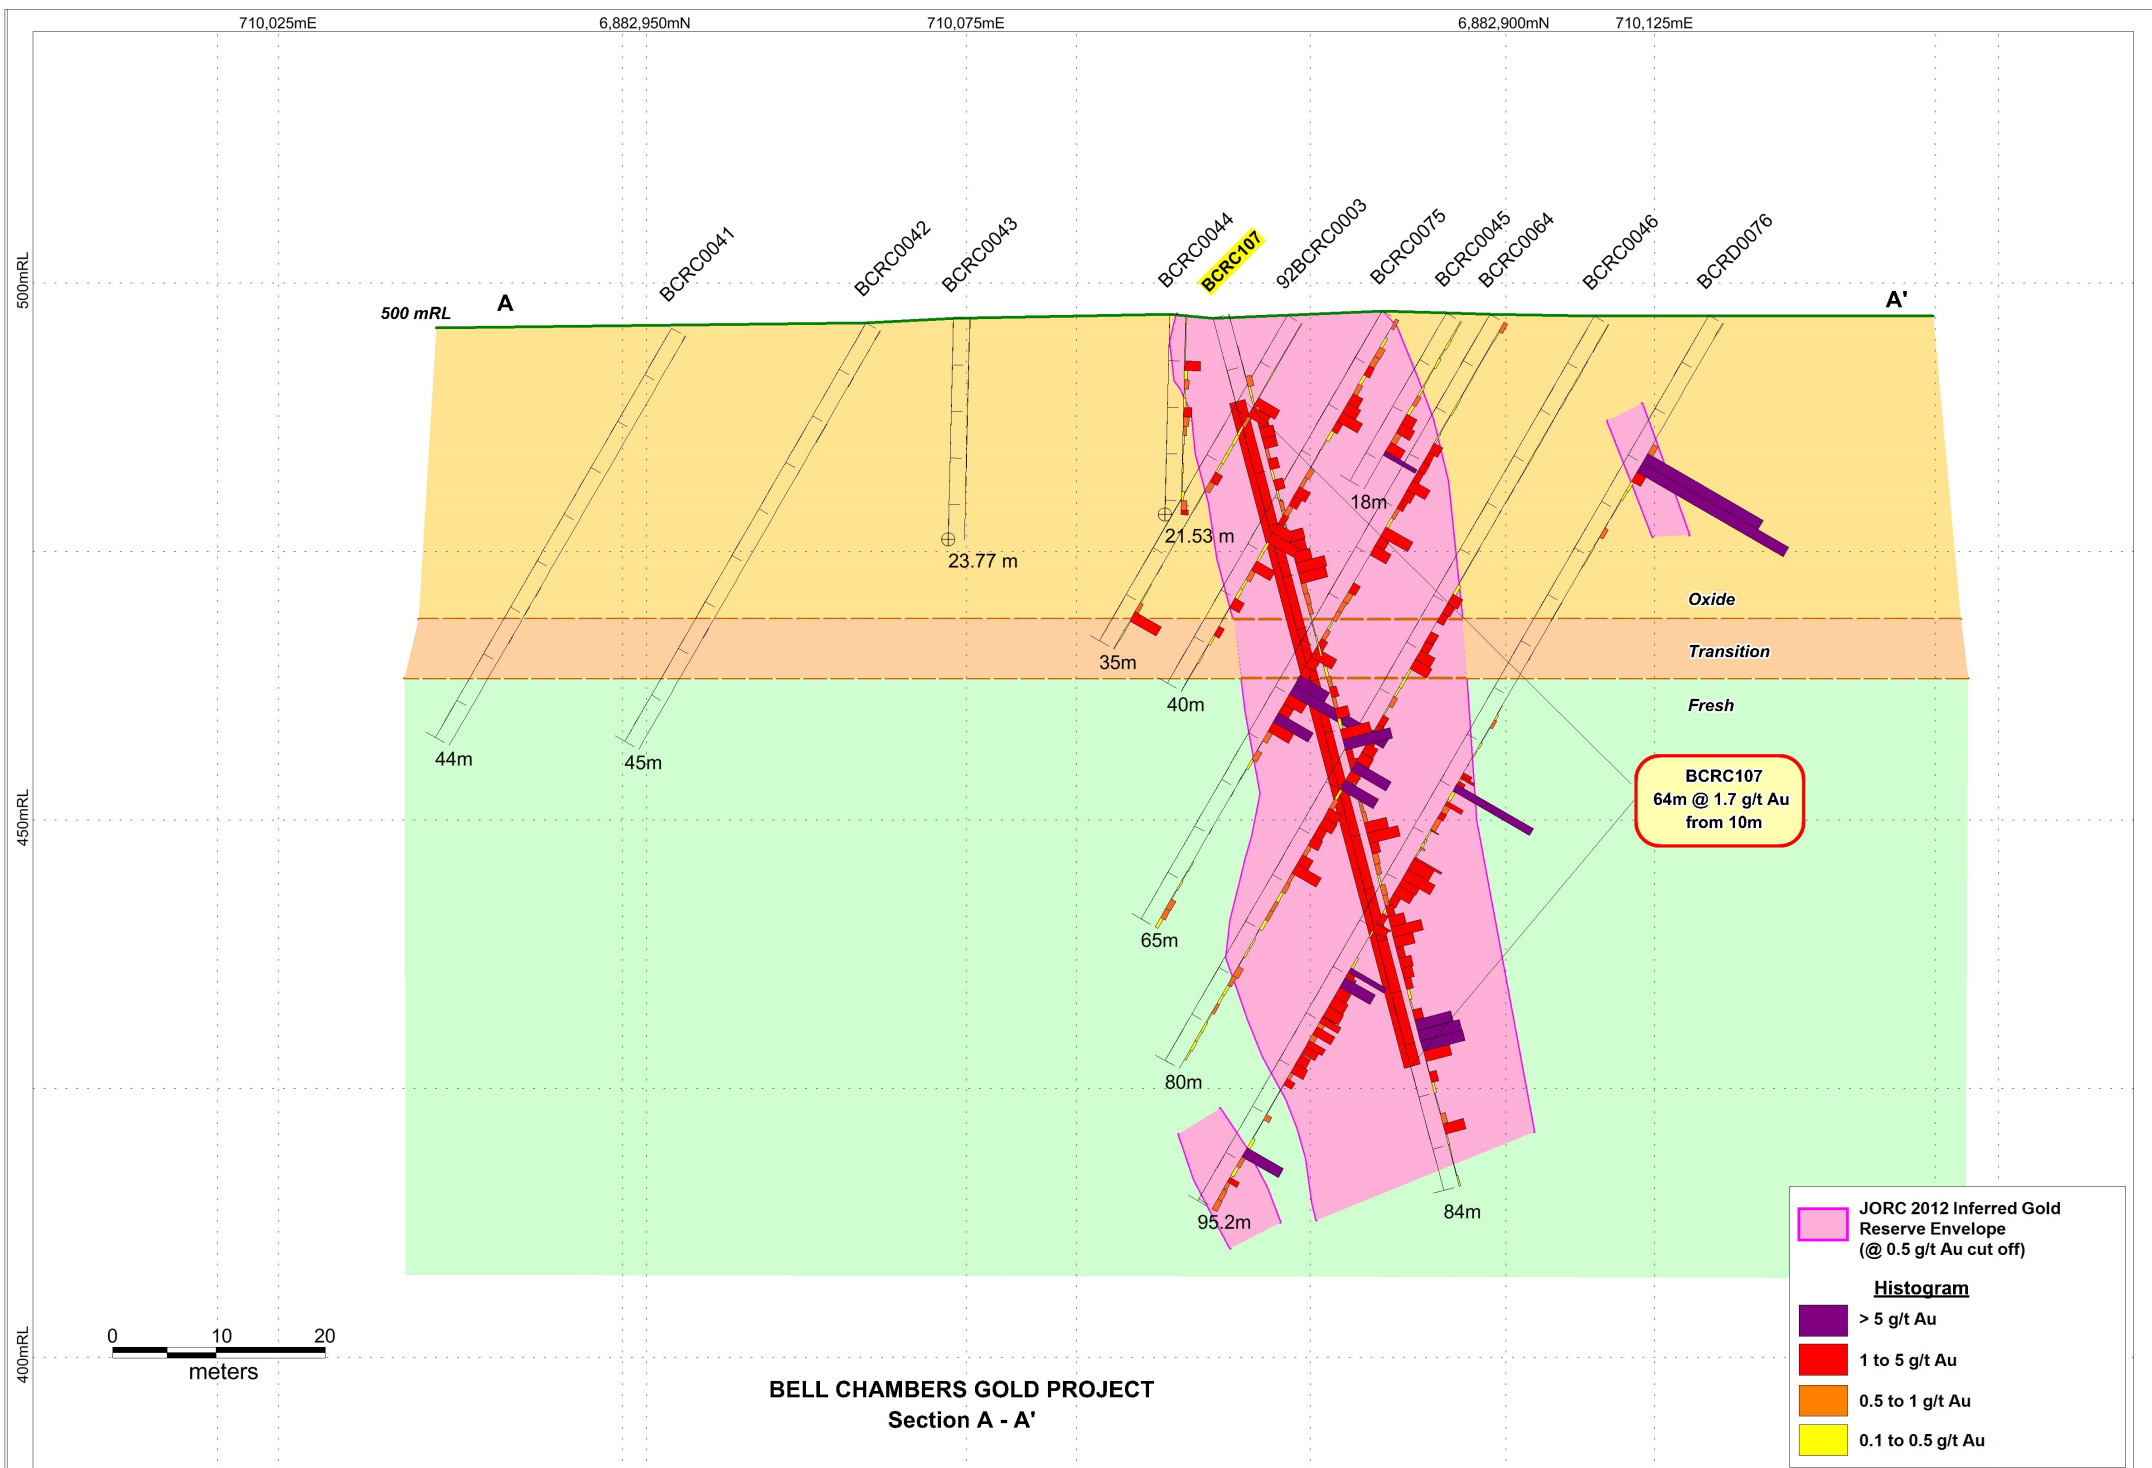 710,025mE
6,882,950mN
710,075mE
6,882,900mN
710,125mE
BCRC0041
BCRC0042
BCRC0043
BCRC0044
BCRC107
92BCRC0003
BCRC0075
BCRC0045
BCRC0064
BCRC0046
BCRD0076
500mRL
500 mRL
A
A'
18m
21.53 m
23.77 m
Oxide
35m
Transition
40m
Fresh
44m
45m
BCRC107
64m @ 1.7 g/t Au
from 10m
450mRL
65m
80m
95.2m
84m
JORC 2012 Inferred Gold
Reserve Envelope
(@ 0.5 g/t Au cut off)
Histogram
> 5 g/t Au
1 to 5 g/t Au
0.5 to 1 g/t Au
0.1 to 0.5 g/t Au
400mRL
0 10 20
meters
BELL CHAMBERS GOLD PROJECT
Section A - A'